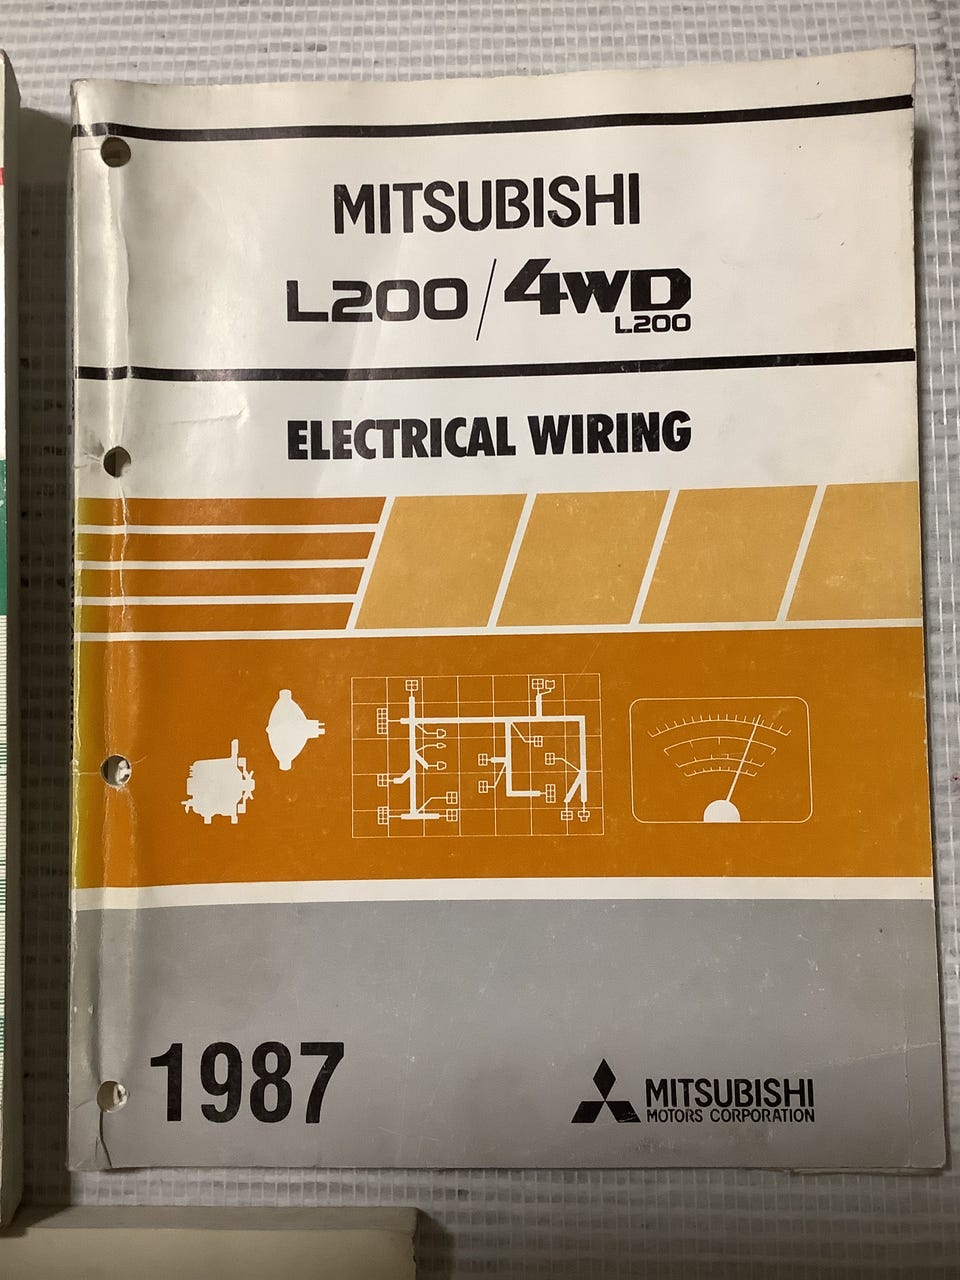 MITSUBISHI
L200/4WD
L200
ELECTRICAL WIRING
1987
MITSUBISHI
MOTORS CORPORATION